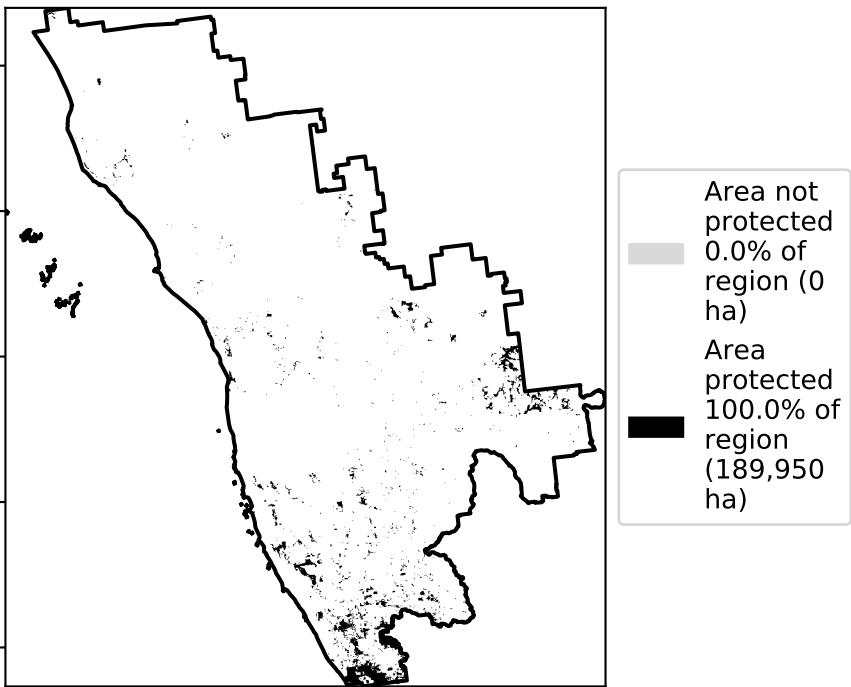 Area not
protected
0.0% of
region (0
ha)
Area
protected
100.0% of
region
(189,950
ha)